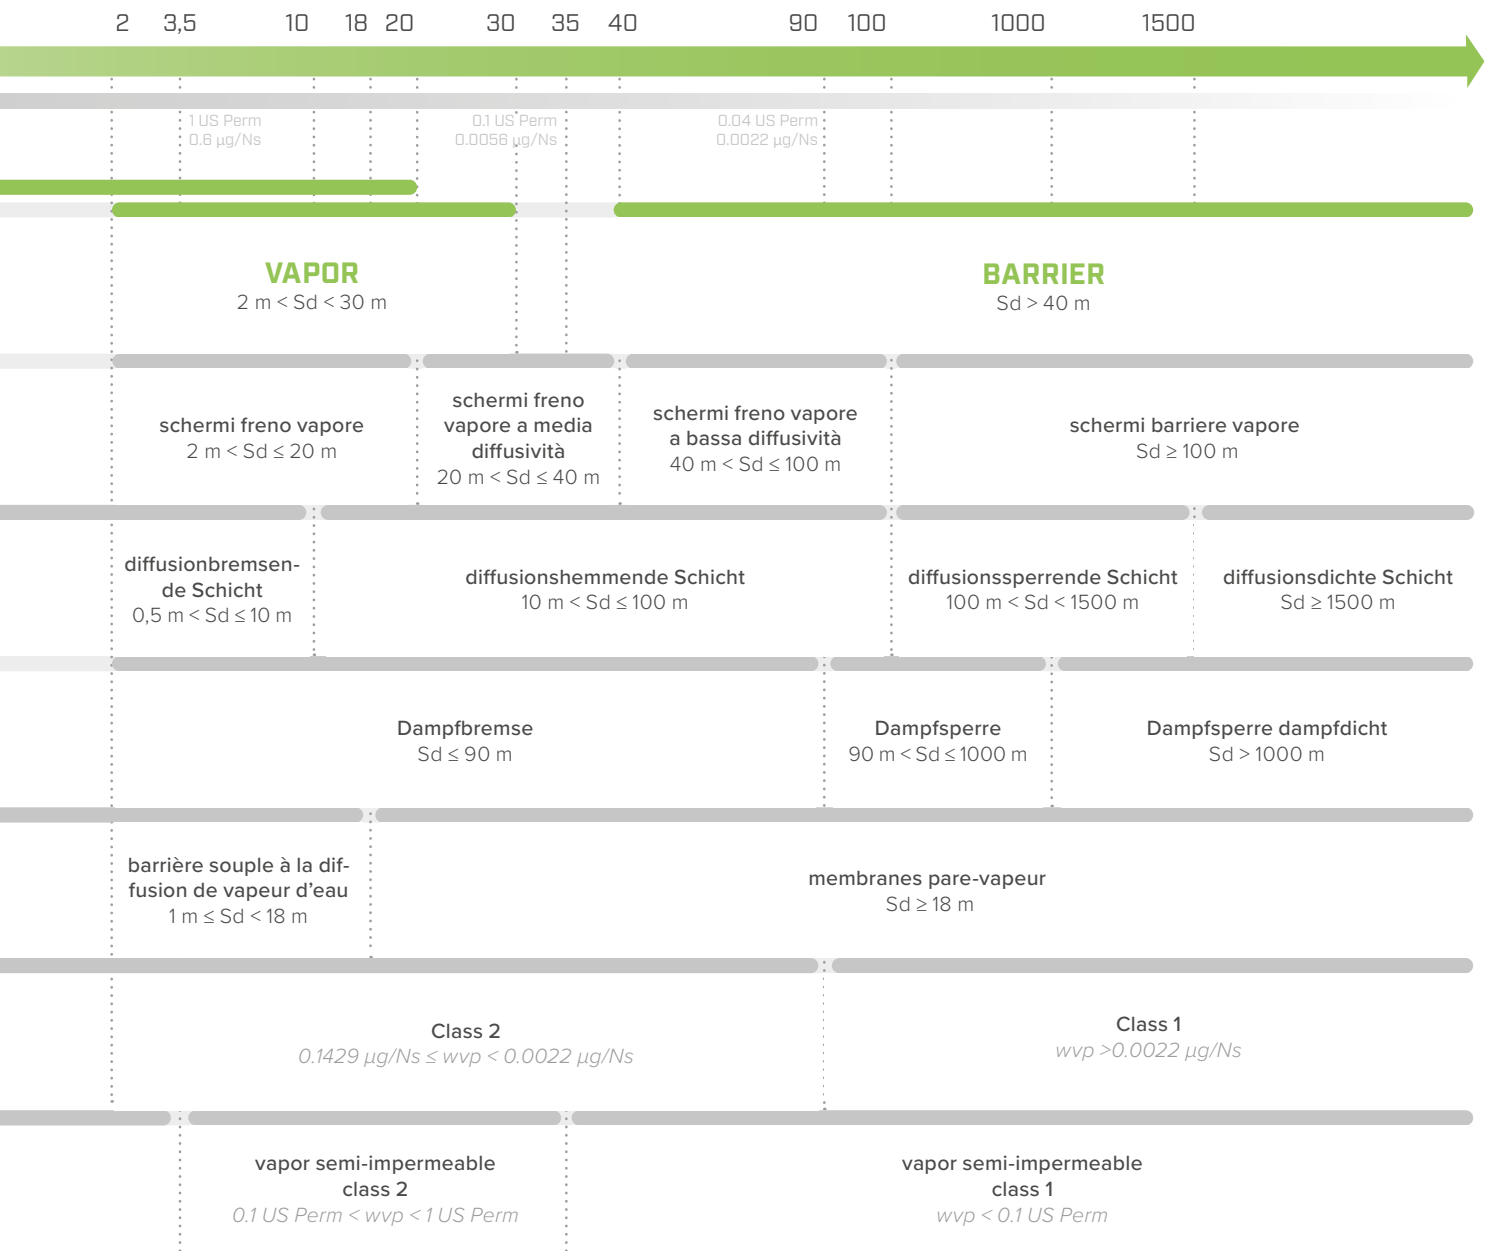 2 3,5 10 18 20 30 35 40 90 100 1000 1500
1 US Perm
0.6 µg/Ns
0.1 US Perm
0.0056 µg/Ns
0.04 US Perm
0.0022 µg/Ns
VAPOR
2 m < Sd < 30 m
BARRIER
Sd > 40 m
schermi freno vapore
2 m < Sd ≤ 20 m
schermi freno
vapore a media
diffusività
20 m < Sd ≤ 40 m
schermi freno vapore
a bassa diffusività
40 m < Sd ≤ 100 m
schermi barriere vapore
Sd ≥ 100 m
diffusionbremsen-
de Schicht
0,5 m < Sd ≤ 10 m
diffusionshemmende Schicht
10 m < Sd ≤ 100 m
diffusionssperrende Schicht
100 m < Sd < 1500 m
diffusionsdichte Schicht
Sd ≥ 1500 m
Dampfbremse
Sd ≤ 90 m
Dampfsperre
90 m < Sd ≤ 1000 m
Dampfsperre dampfdicht
Sd > 1000 m
barrière souple à la dif-
fusion de vapeur d’eau
1 m ≤ Sd < 18 m
membranes pare-vapeur
Sd ≥ 18 m
Class 2
0.1429 µg/Ns ≤ wvp < 0.0022 µg/Ns
Class 1
wvp >0.0022 µg/Ns
vapor semi-impermeable
class 2
0.1 US Perm < wvp < 1 US Perm
vapor semi-impermeable
class 1
wvp < 0.1 US Perm